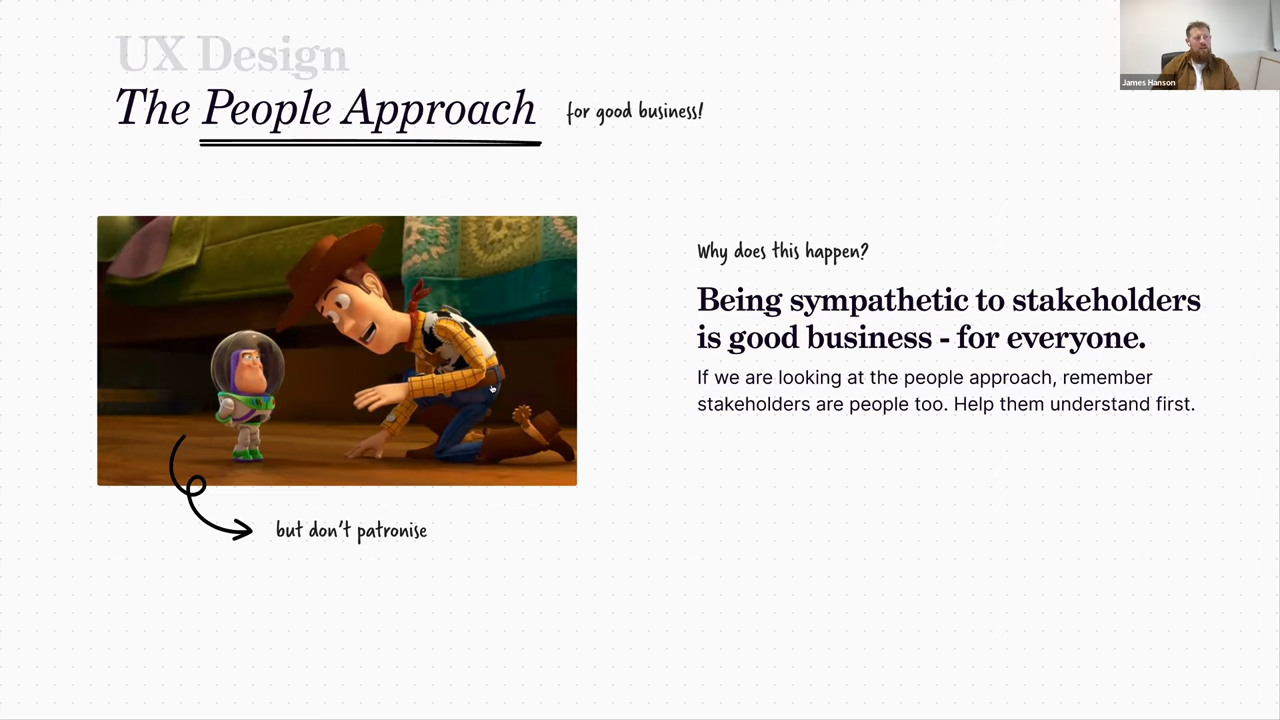 UX Design
The People Approach
for good business!
James Hanson
Why does this happen?
Being sympathetic to stakeholders
is good business - for everyone.
If we are looking at the people approach, remember
stakeholders are people too. Help them understand first.
but don't patronise